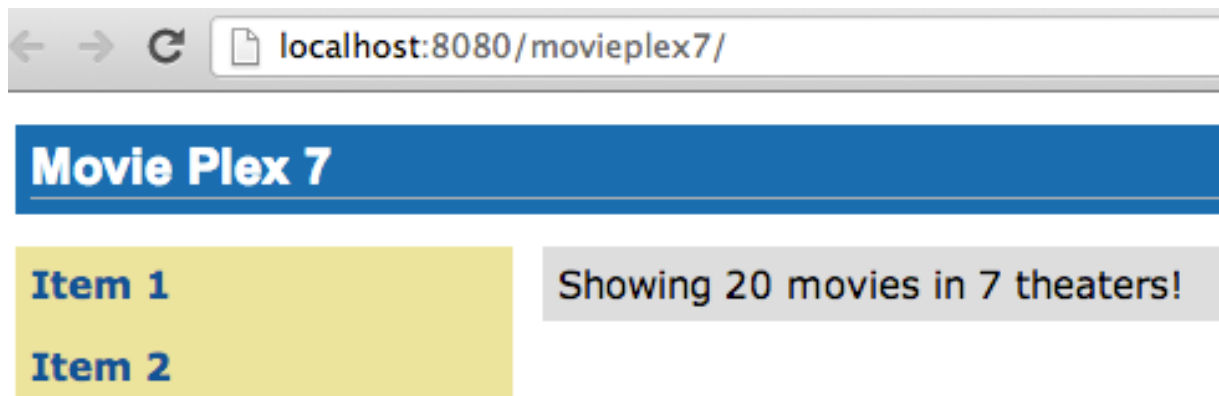 localhost:8080/movieplex7/
Movie Plex 7
Item 1
Showing 20 movies in 7 theaters!
Item 2